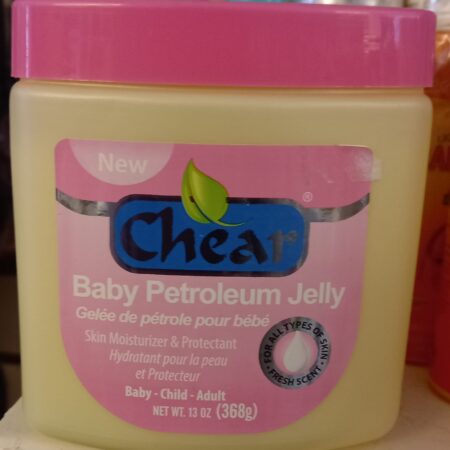 New
Chear®
®
Baby Petroleum Jelly
Gelée de pétrole pour bébé
Skin Moisturizer & Protectant
Hydratant pour la peau
et Protecteur
Baby - Child - Adult
NET WT. 13 OZ (368g)
FOR ALL TYPES OF SKIN
• FRESH SCENT •